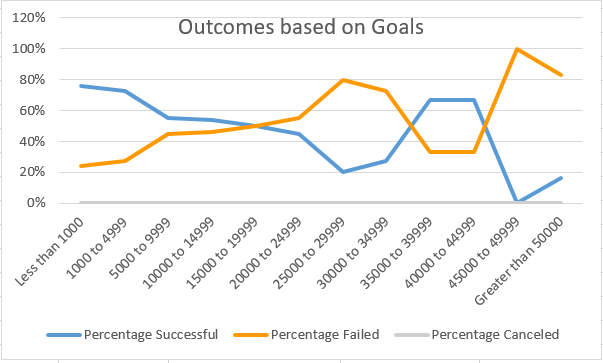 Outcomes based on Goals
120%
100%
80%
60%
40%
20%
0%
Less than 1000
1000 to 4999
5000 to 9999
10000 to 14999
15000 to 19999
20000 to 24999
25000 to 29999
30000 to 34999
35000 to 39999
40000 to 44999
45000 to 49999
Greater than 50000
Percentage Successful Percentage Failed Percentage Canceled